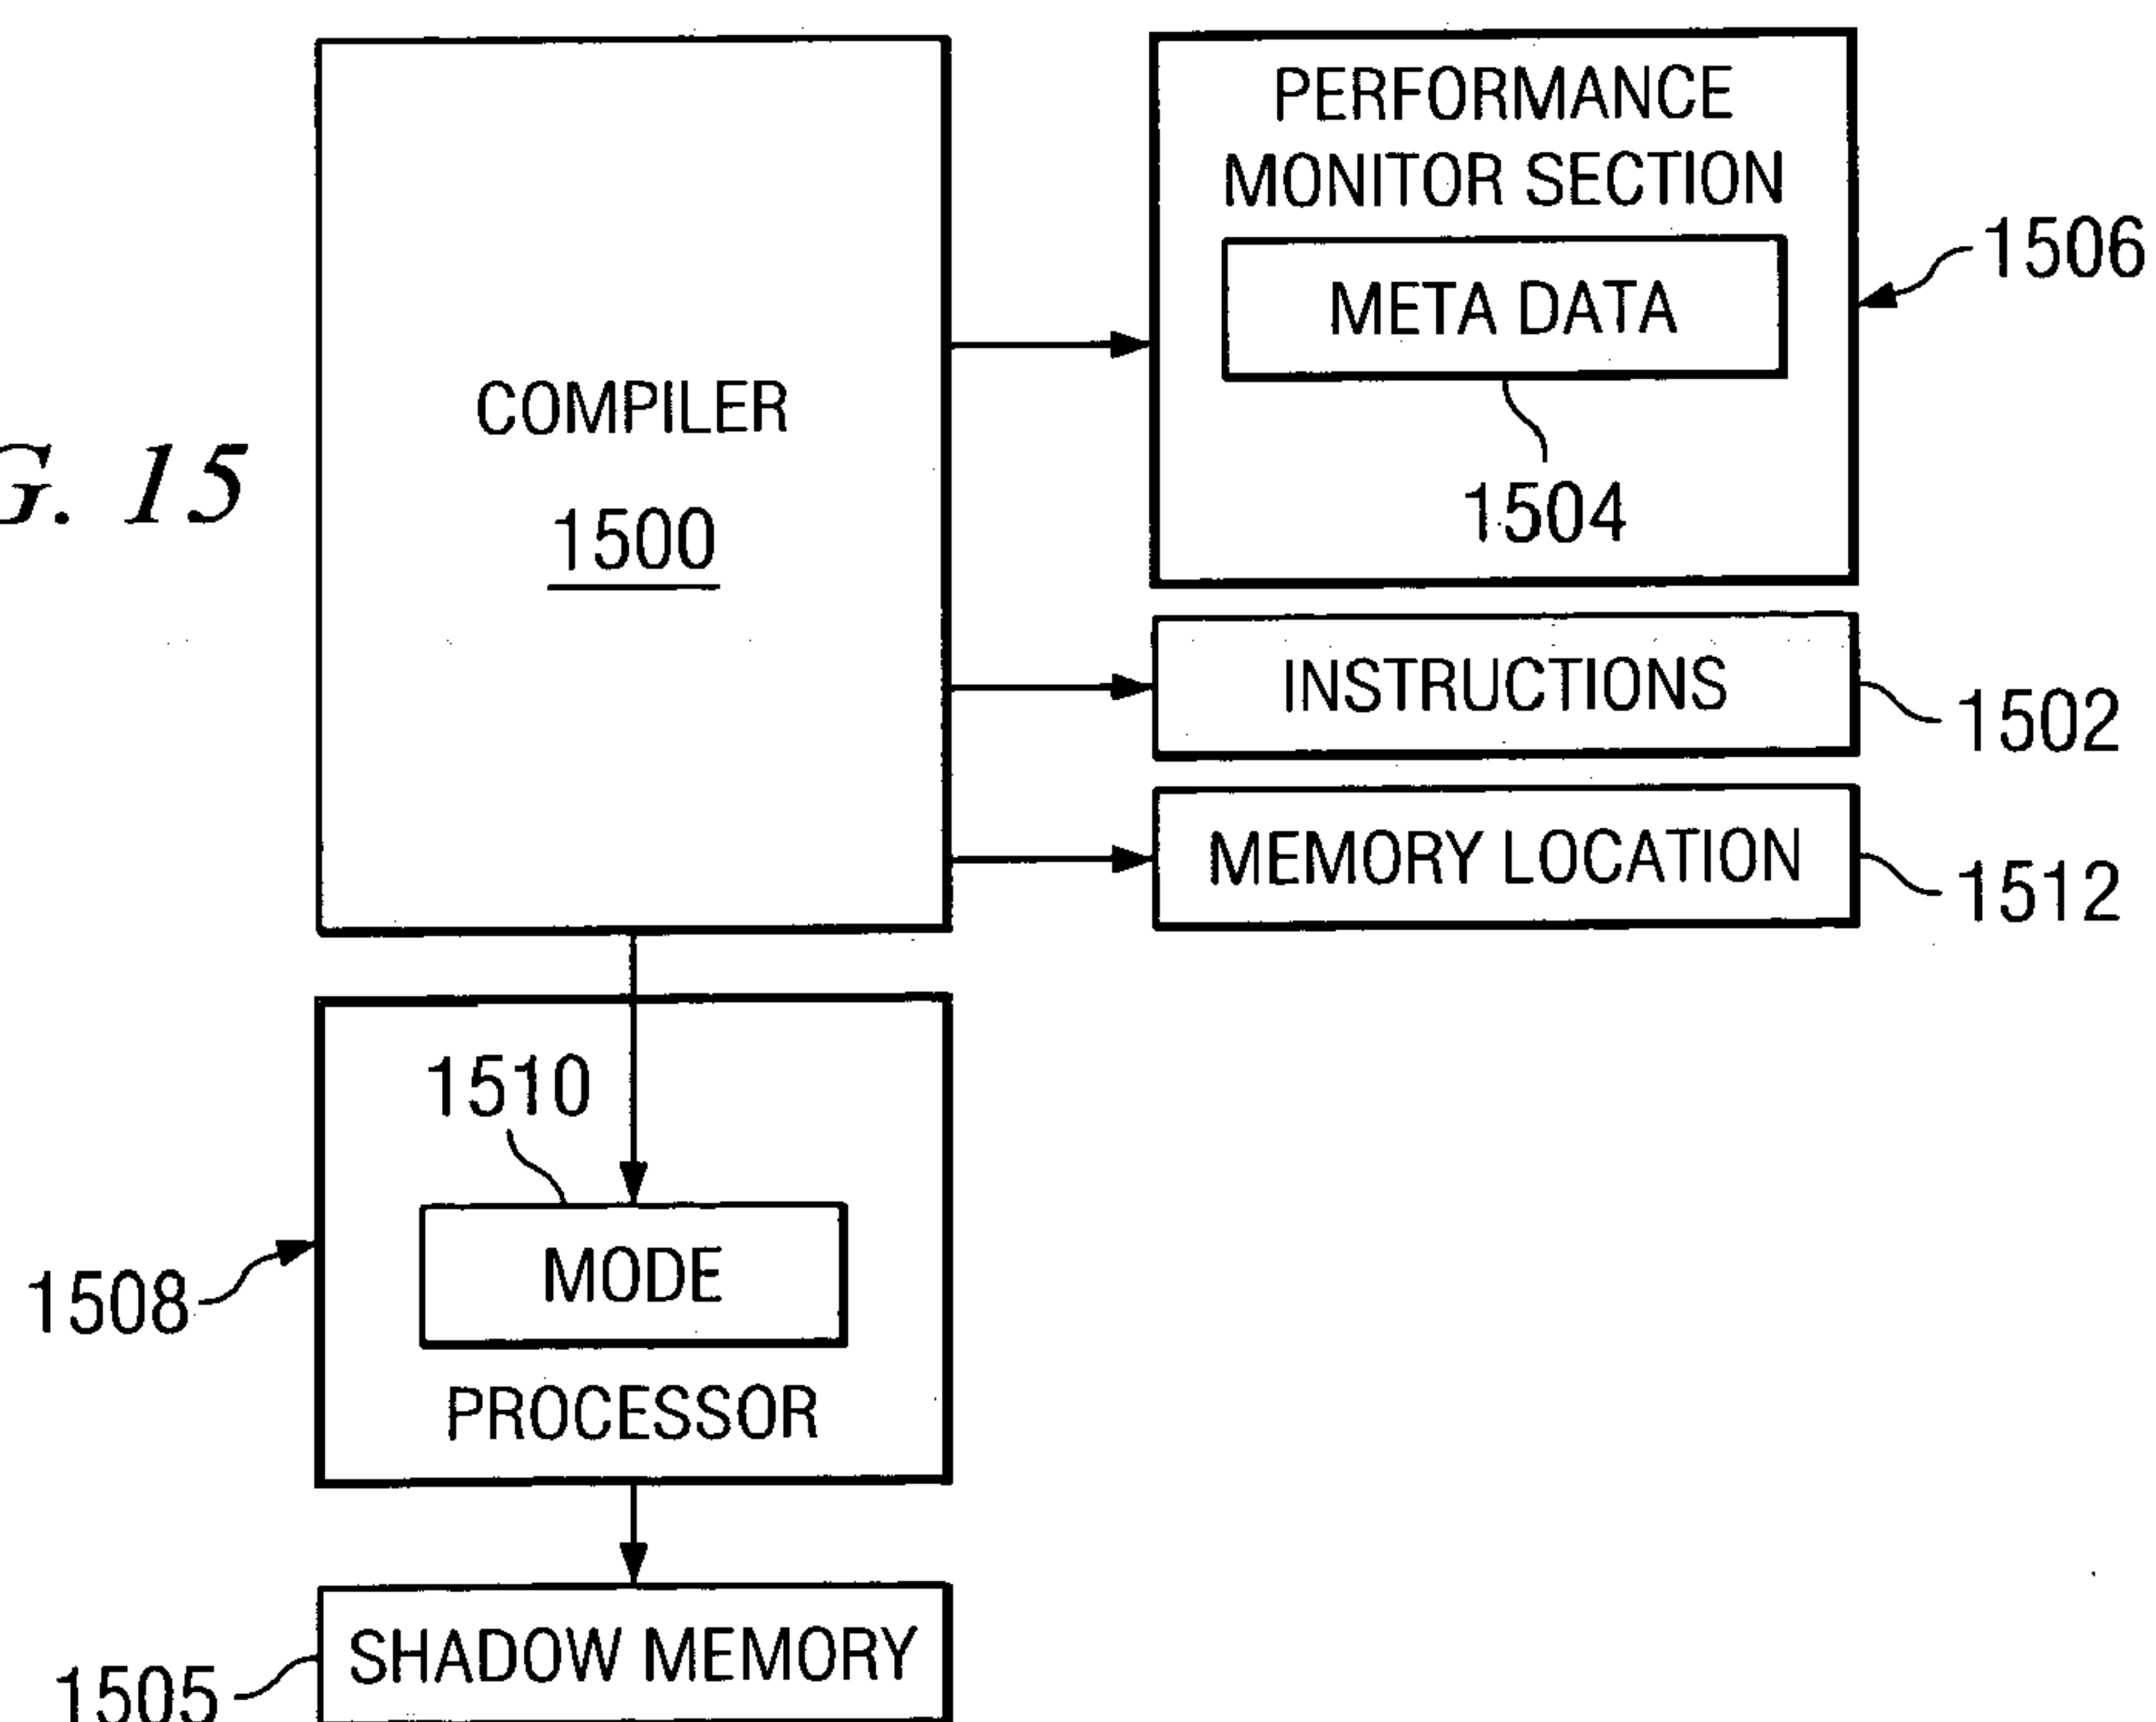 PERFORMANCE
MONITOR SECTION
META DATA
1506
1504
COMPILER
1500
G. 15
INSTRUCTIONS
1502
MEMORY LOCATION
1512
1510
MODE
1508
PROCESSOR
SHADOW MEMORY
1505